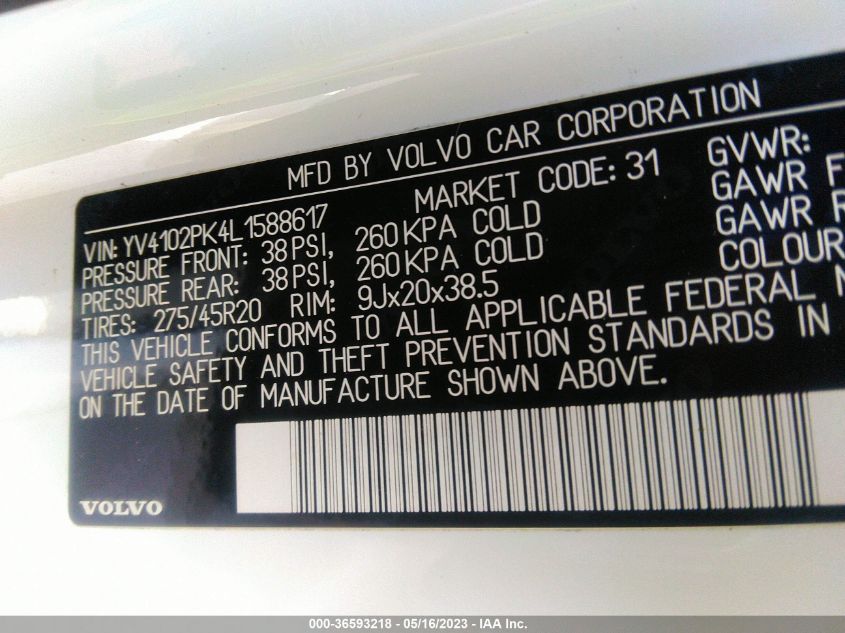 MFD BY VOLVO CAR CORPORATION
MARKET CODE: 31 GVWR:
VIN: YV4102PK4L1588617 GAWR F
PRESSURE FRONT: 38 PSI, 260 KPA COLD GAWR R
PRESSURE REAR: 38 PSI, 260 KPA COLD COLOUR
TIRES: 275/45R20 RIM: 9Jx20x38.5
THIS VEHICLE CONFORMS TO ALL APPLICABLE FEDERAL M
VEHICLE SAFETY AND THEFT PREVENTION STANDARDS IN
ON THE DATE OF MANUFACTURE SHOWN ABOVE.
VOLVO
000-36593218 - 05/16/2023 - IAA Inc.